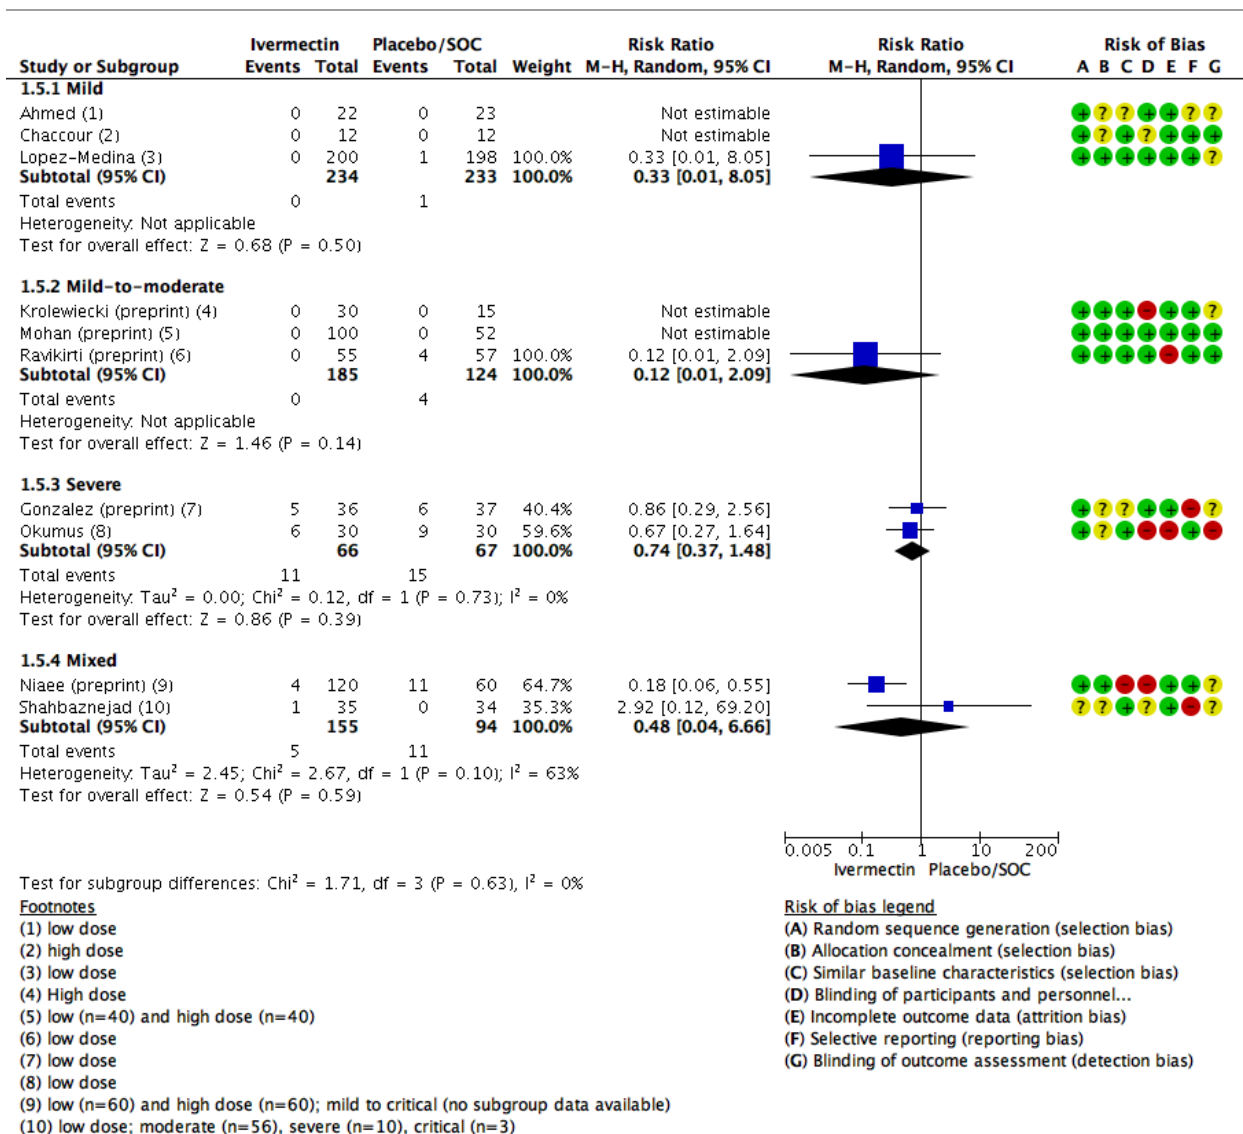 Ivermectin Placebo/SOC Risk Ratio Risk Ratio Risk of Bias
Study or Subgroup Events Total Events Total Weight M-H, Random, 95% CI M-H, Random, 95% CI A B C D E F G
1.5.1 Mild
Ahmed (1) 0 22 0 23 Not estimable + ? ? + + ? ?
Chaccour (2) 0 12 0 12 Not estimable + ? + ? + + +
Lopez-Medina (3) 0 200 1 198 100.0% 0.33 [0.01, 8.05] + + + + + + ?
Subtotal (95% CI) 234 233 100.0% 0.33 [0.01, 8.05]
Total events 0 1
Heterogeneity: Not applicable
Test for overall effect: Z = 0.68 (P = 0.50)
1.5.2 Mild-to-moderate
Krolewiecki (preprint) (4) 0 30 0 15 Not estimable + + + - + + ?
Mohan (preprint) (5) 0 100 0 52 Not estimable + + + + + + +
Ravikirti (preprint) (6) 0 55 4 57 100.0% 0.12 [0.01, 2.09] + + + + - + +
Subtotal (95% CI) 185 124 100.0% 0.12 [0.01, 2.09]
Total events 0 4
Heterogeneity: Not applicable
Test for overall effect: Z = 1.46 (P = 0.14)
1.5.3 Severe
Gonzalez (preprint) (7) 5 36 6 37 40.4% 0.86 [0.29, 2.56] + ? ? + + - ?
Okumus (8) 6 30 9 30 59.6% 0.67 [0.27, 1.64] + ? + - - + -
Subtotal (95% CI) 66 67 100.0% 0.74 [0.37, 1.48]
Total events 11 15
Heterogeneity: Tau² = 0.00; Chi² = 0.12, df = 1 (P = 0.73); I² = 0%
Test for overall effect: Z = 0.86 (P = 0.39)
1.5.4 Mixed
Niaee (preprint) (9) 4 120 11 60 64.7% 0.18 [0.06, 0.55] + + - - + + ?
Shahbaznejad (10) 1 35 0 34 35.3% 2.92 [0.12, 69.20] ? ? + ? + - ?
Subtotal (95% CI) 155 94 100.0% 0.48 [0.04, 6.66]
Total events 5 11
Heterogeneity: Tau² = 2.45; Chi² = 2.67, df = 1 (P = 0.10); I² = 63%
Test for overall effect: Z = 0.54 (P = 0.59)
0.005 0.1 1 10 200
Ivermectin Placebo/SOC
Test for subgroup differences: Chi² = 1.71, df = 3 (P = 0.63), I² = 0%
Footnotes
(1) low dose
(2) high dose
(3) low dose
(4) High dose
(5) low (n=40) and high dose (n=40)
(6) low dose
(7) low dose
(8) low dose
(9) low (n=60) and high dose (n=60); mild to critical (no subgroup data available)
(10) low dose; moderate (n=56), severe (n=10), critical (n=3)
Risk of bias legend
(A) Random sequence generation (selection bias)
(B) Allocation concealment (selection bias)
(C) Similar baseline characteristics (selection bias)
(D) Blinding of participants and personnel...
(E) Incomplete outcome data (attrition bias)
(F) Selective reporting (reporting bias)
(G) Blinding of outcome assessment (detection bias)